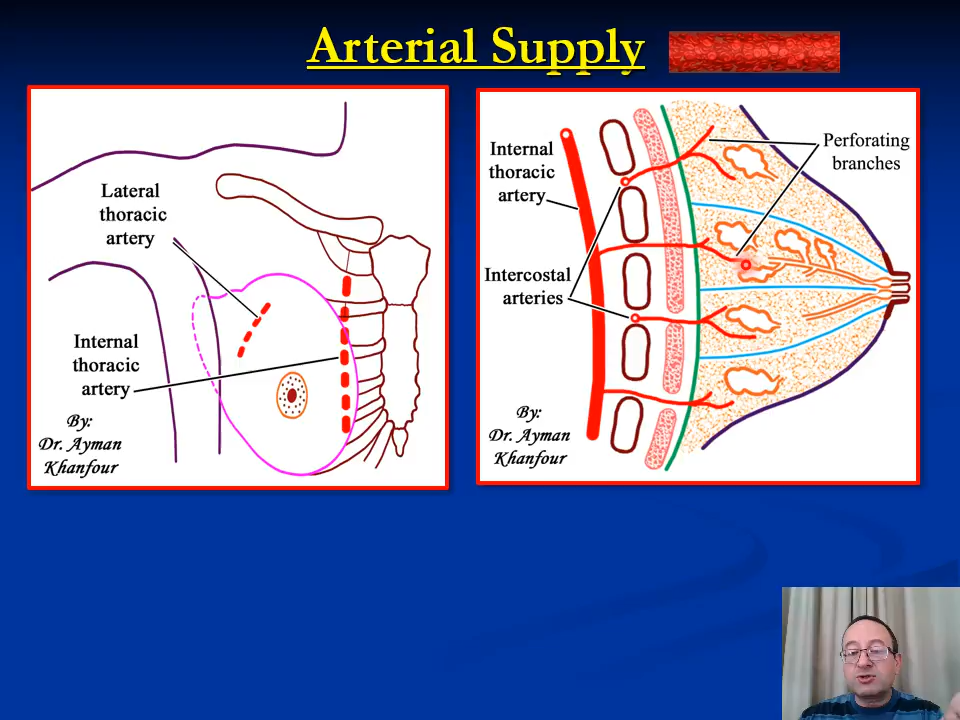 Arterial Supply
Lateral
thoracic
artery
Internal
thoracic
artery
By:
Dr. Ayman
Khanfour
Internal
thoracic
artery
Intercostal
arteries
Perforating
branches
By:
Dr. Ayman
Khanfour